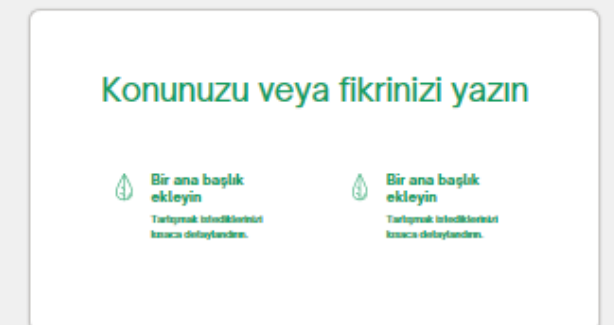 Konunuzu veya fikrinizi yazın
Bir ana başlık
ekleyin
Tartışmak istediklerinizi
kısaca detaylandırın.
Bir ana başlık
ekleyin
Tartışmak istediklerinizi
kısaca detaylandırın.